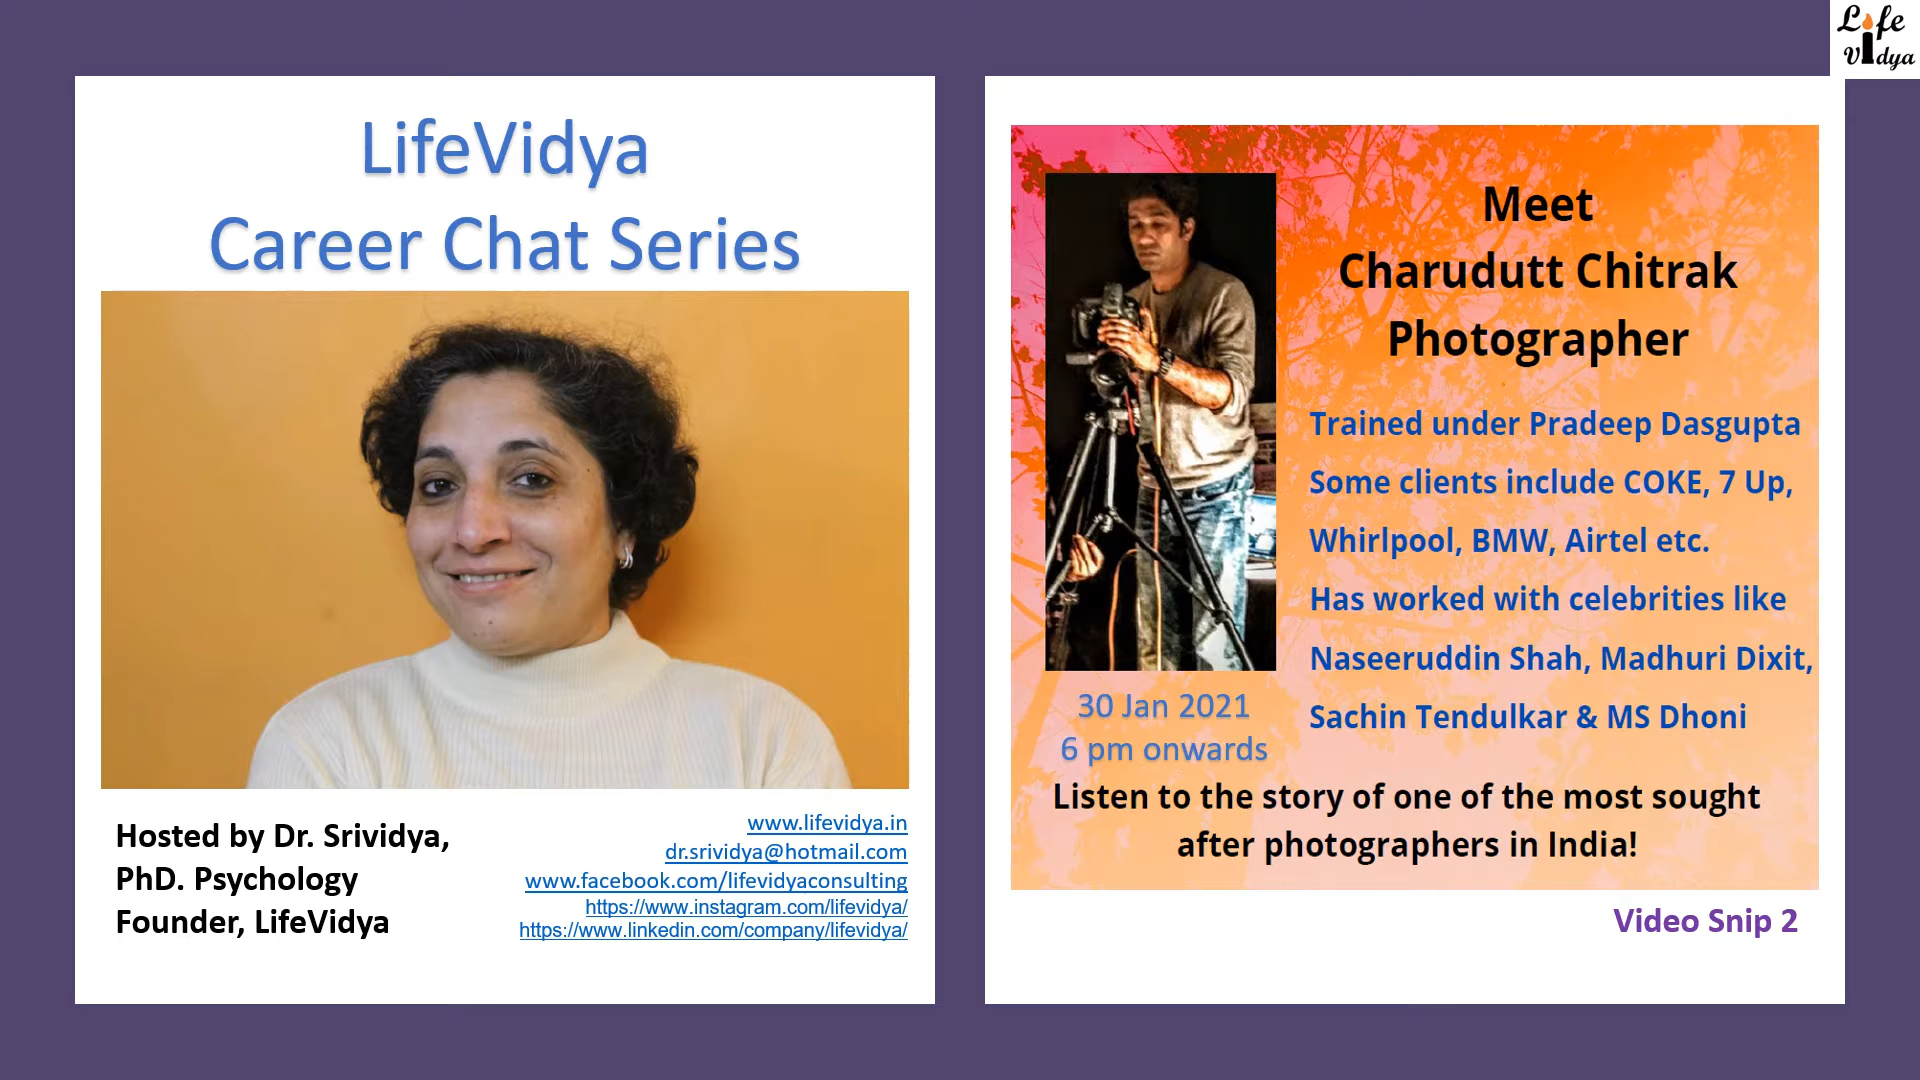 Life
Vidya
LifeVidya
Career Chat Series
Hosted by Dr. Srividya,
PhD. Psychology
Founder, LifeVidya
www.lifevidya.in
dr.srividya@hotmail.com
www.facebook.com/lifevidyaconsulting
https://www.instagram.com/lifevidya/
https://www.linkedin.com/company/lifevidya/
Meet
Charudutt Chitrak
Photographer
Trained under Pradeep Dasgupta
Some clients include COKE, 7 Up,
Whirlpool, BMW, Airtel etc.
Has worked with celebrities like
Naseeruddin Shah, Madhuri Dixit,
Sachin Tendulkar & MS Dhoni
30 Jan 2021
6 pm onwards
Listen to the story of one of the most sought
after photographers in India!
Video Snip 2